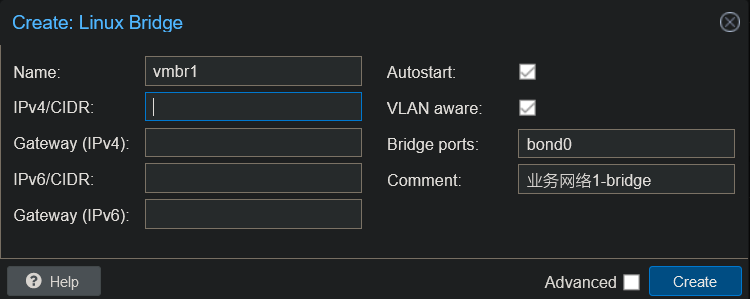 Create: Linux Bridge
Name: vmbr1
Autostart:
IPv4/CIDR:
VLAN aware:
Gateway (IPv4):
Bridge ports: bond0
IPv6/CIDR:
Comment: 业务网络1-bridge
Gateway (IPv6):
? Help
Advanced
Create